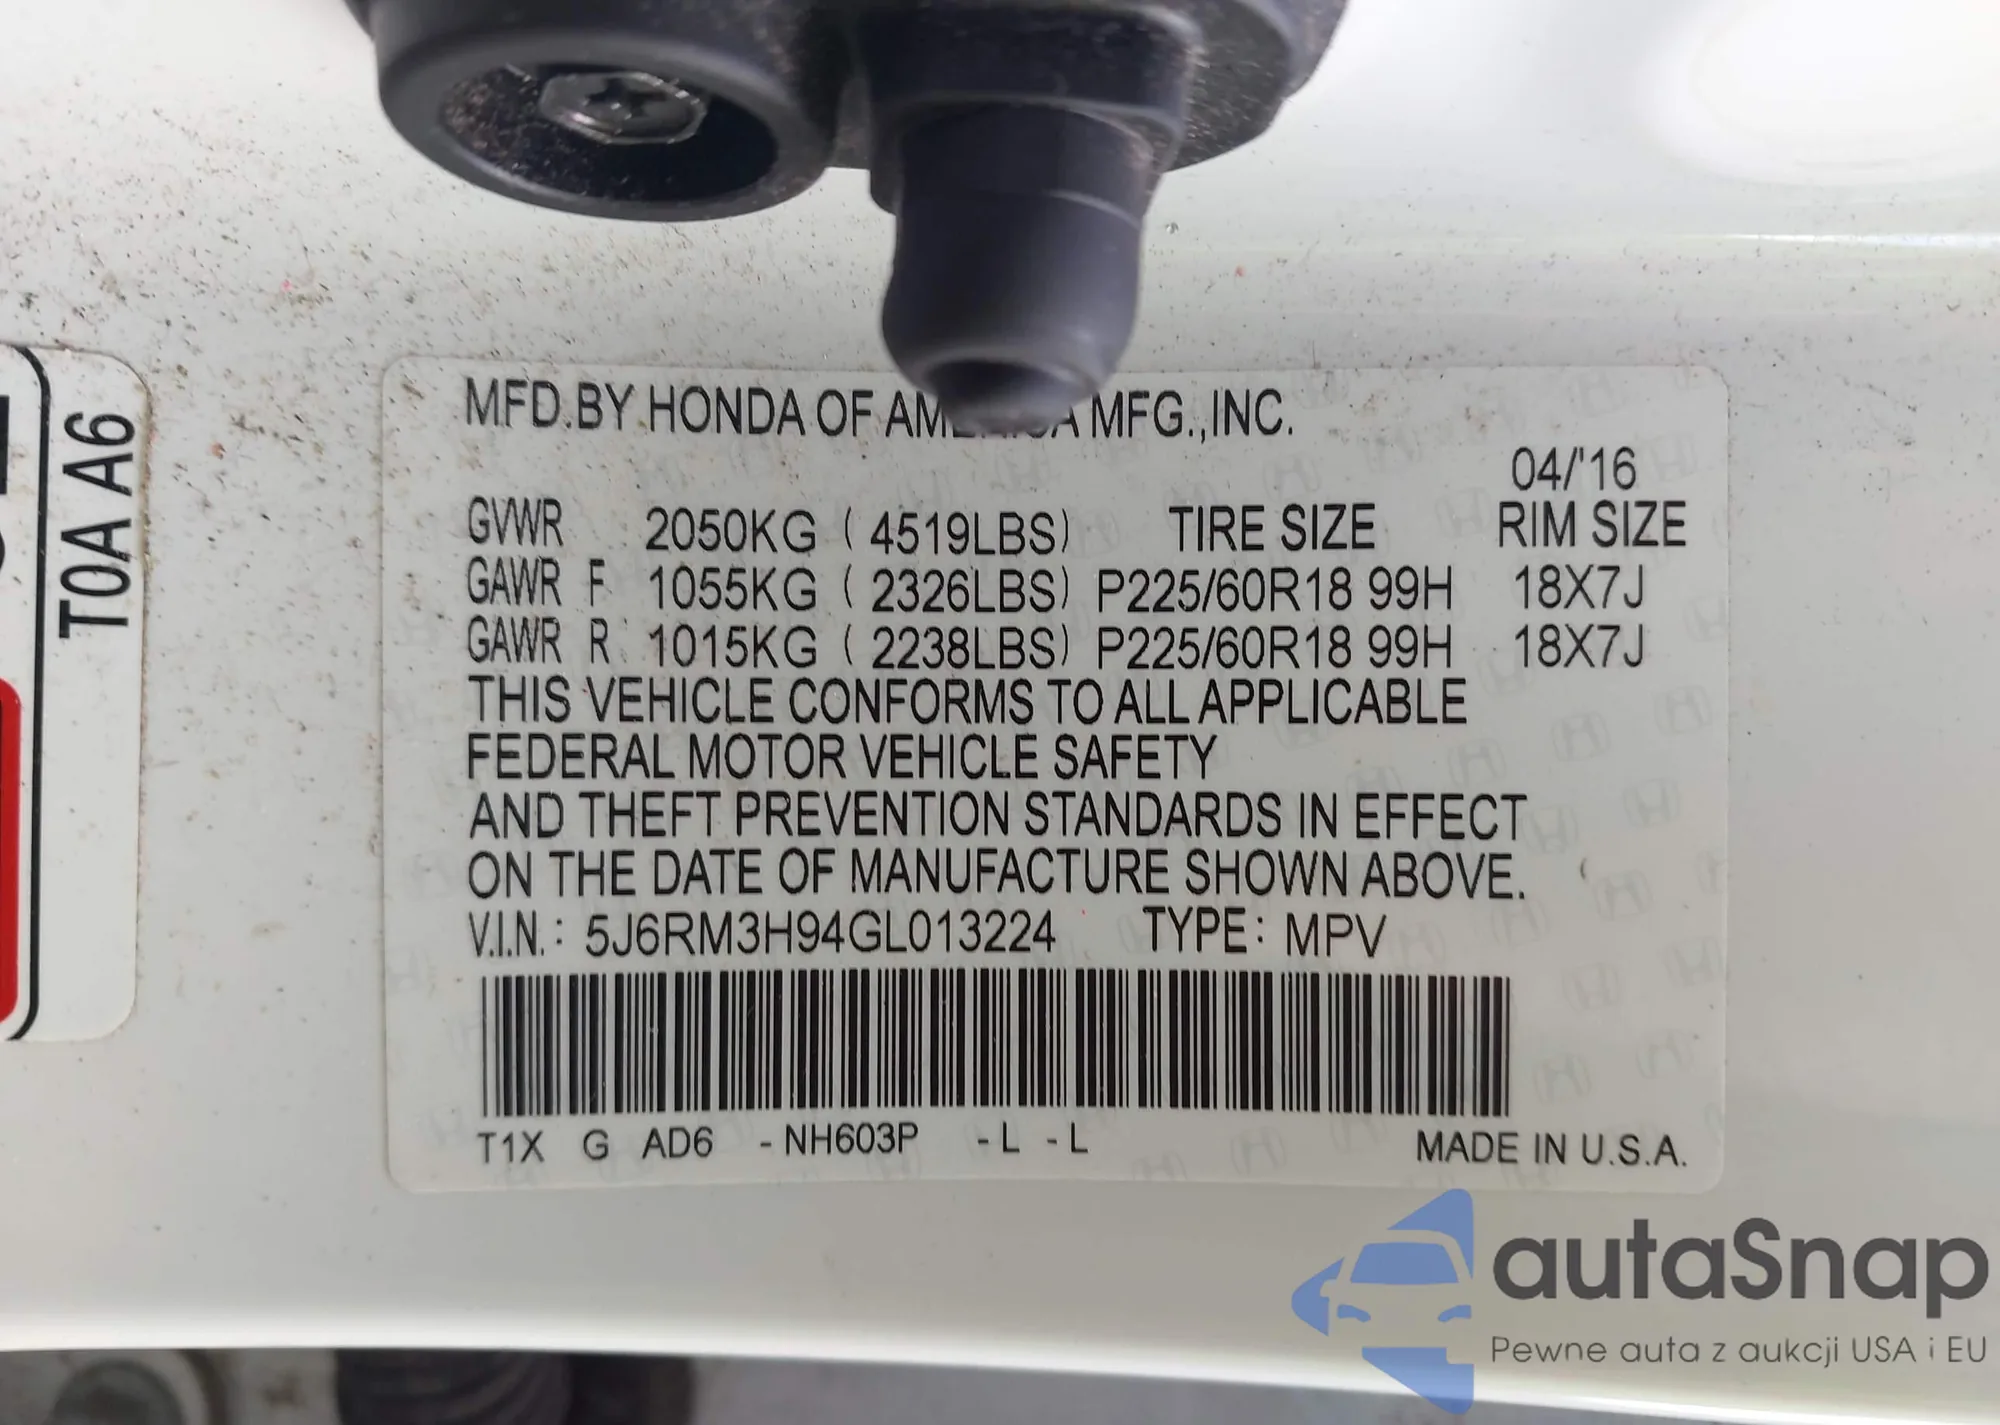 T0A A6
MFD.BY HONDA OF AMERICA MFG.,INC.
04/'16
GVWR 2050KG ( 4519LBS) TIRE SIZE RIM SIZE
GAWR F 1055KG ( 2326LBS) P225/60R18 99H 18X7J
GAWR R 1015KG ( 2238LBS) P225/60R18 99H 18X7J
THIS VEHICLE CONFORMS TO ALL APPLICABLE
FEDERAL MOTOR VEHICLE SAFETY
AND THEFT PREVENTION STANDARDS IN EFFECT
ON THE DATE OF MANUFACTURE SHOWN ABOVE.
V.I.N.: 5J6RM3H94GL013224 TYPE: MPV
T1X G AD6 -NH603P -L -L MADE IN U.S.A.
autaSnap
Pewne auta z aukcji USA i EU